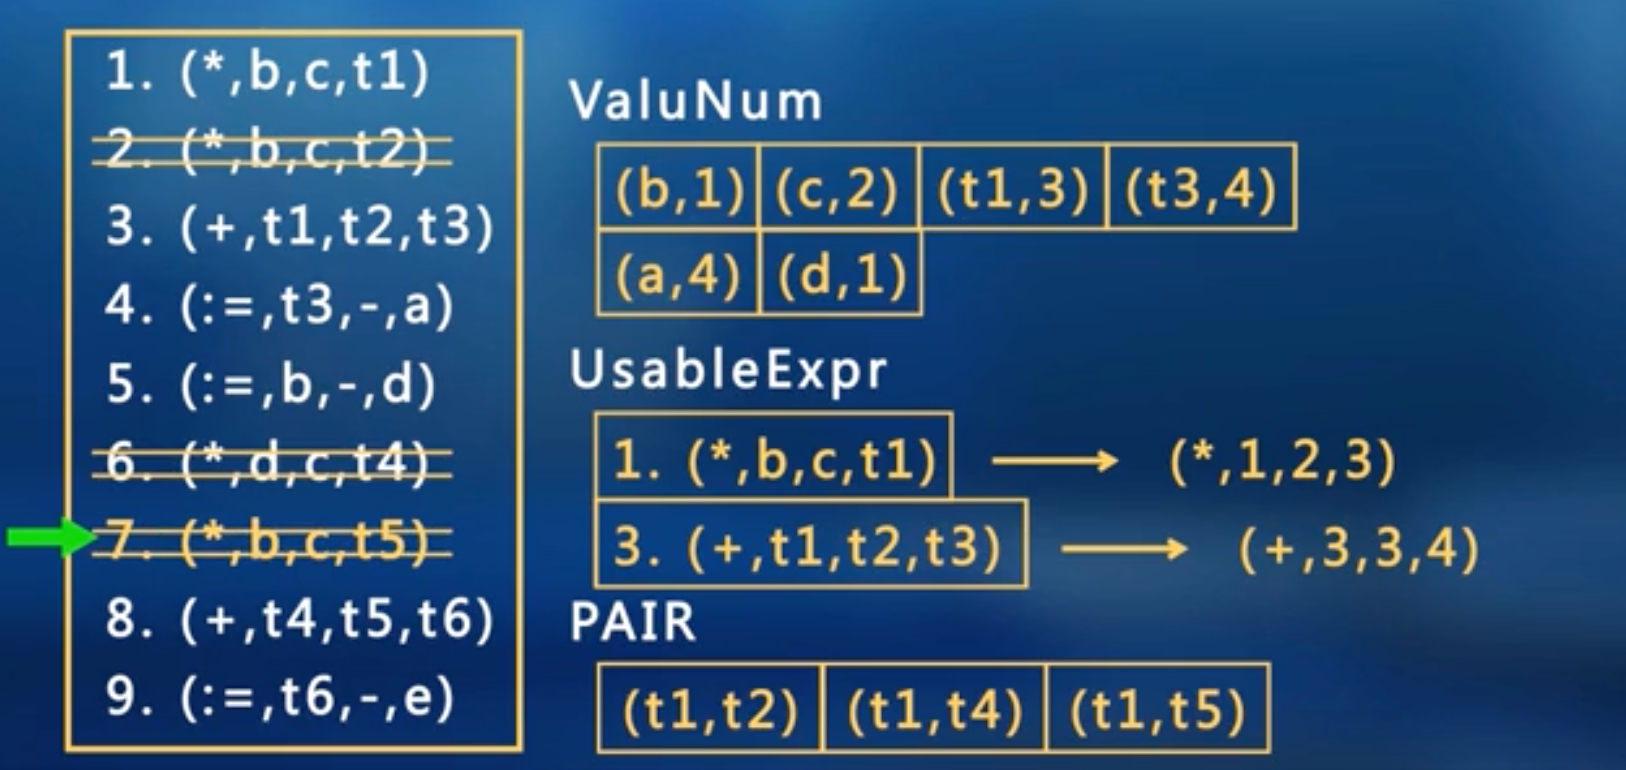 1. (*,b,c,t1)
2. (*,b,c,t2)
3. (+,t1,t2,t3)
4. (:=,t3,-,a)
5. (:=,b,-,d)
6. (*,d,c,t4)
7. (*,b,c,t5)
8. (+,t4,t5,t6)
9. (:=,t6,-,e)
ValuNum
(b,1) (c,2) (t1,3) (t3,4)
(a,4) (d,1)
UsableExpr
1. (*,b,c,t1) → (*,1,2,3)
3. (+,t1,t2,t3) → (+,3,3,4)
PAIR
(t1,t2) (t1,t4) (t1,t5)